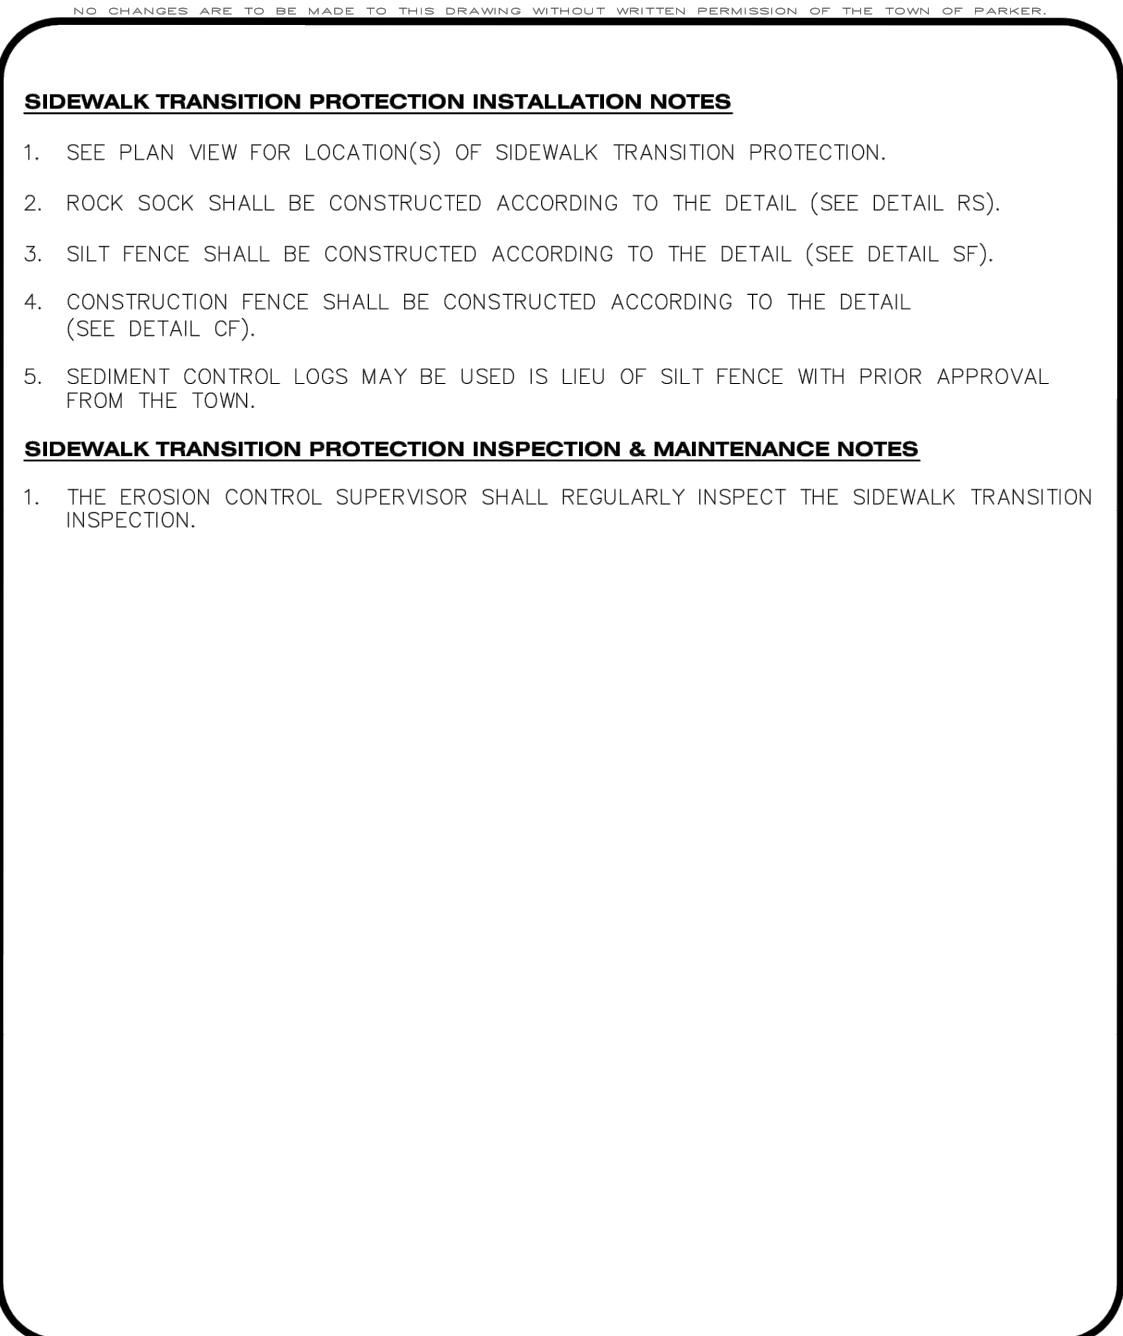 NO CHANGES ARE TO BE MADE TO THIS DRAWING WITHOUT WRITTEN PERMISSION OF THE TOWN OF PARKER.
SIDEWALK TRANSITION PROTECTION INSTALLATION NOTES
1. SEE PLAN VIEW FOR LOCATION(S) OF SIDEWALK TRANSITION PROTECTION.
2. ROCK SOCK SHALL BE CONSTRUCTED ACCORDING TO THE DETAIL (SEE DETAIL RS).
3. SILT FENCE SHALL BE CONSTRUCTED ACCORDING TO THE DETAIL (SEE DETAIL SF).
4. CONSTRUCTION FENCE SHALL BE CONSTRUCTED ACCORDING TO THE DETAIL
(SEE DETAIL CF).
5. SEDIMENT CONTROL LOGS MAY BE USED IS LIEU OF SILT FENCE WITH PRIOR APPROVAL
FROM THE TOWN.
SIDEWALK TRANSITION PROTECTION INSPECTION & MAINTENANCE NOTES
1. THE EROSION CONTROL SUPERVISOR SHALL REGULARLY INSPECT THE SIDEWALK TRANSITION
INSPECTION.